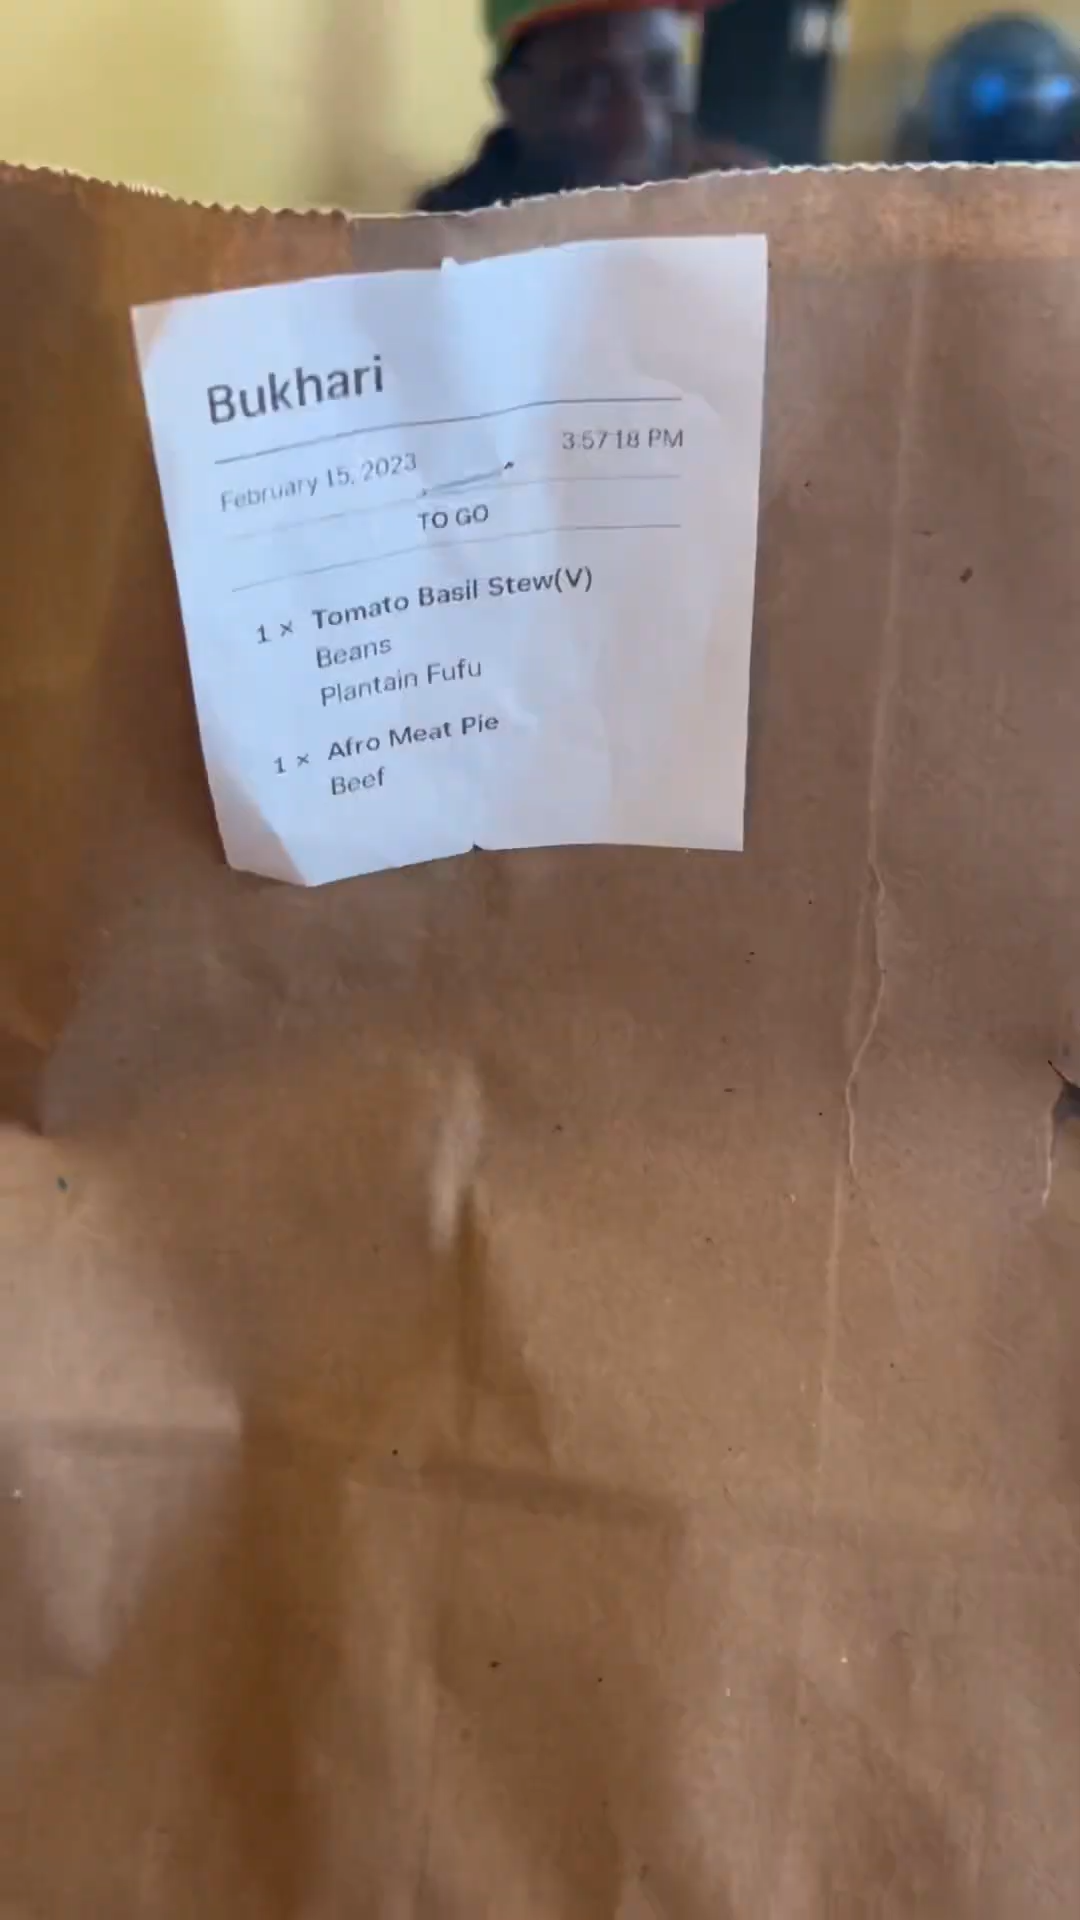 Bukhari
February 15, 2023 3:57:18 PM
TO GO
1 × Tomato Basil Stew(V)
Beans
Plantain Fufu
1 × Afro Meat Pie
Beef